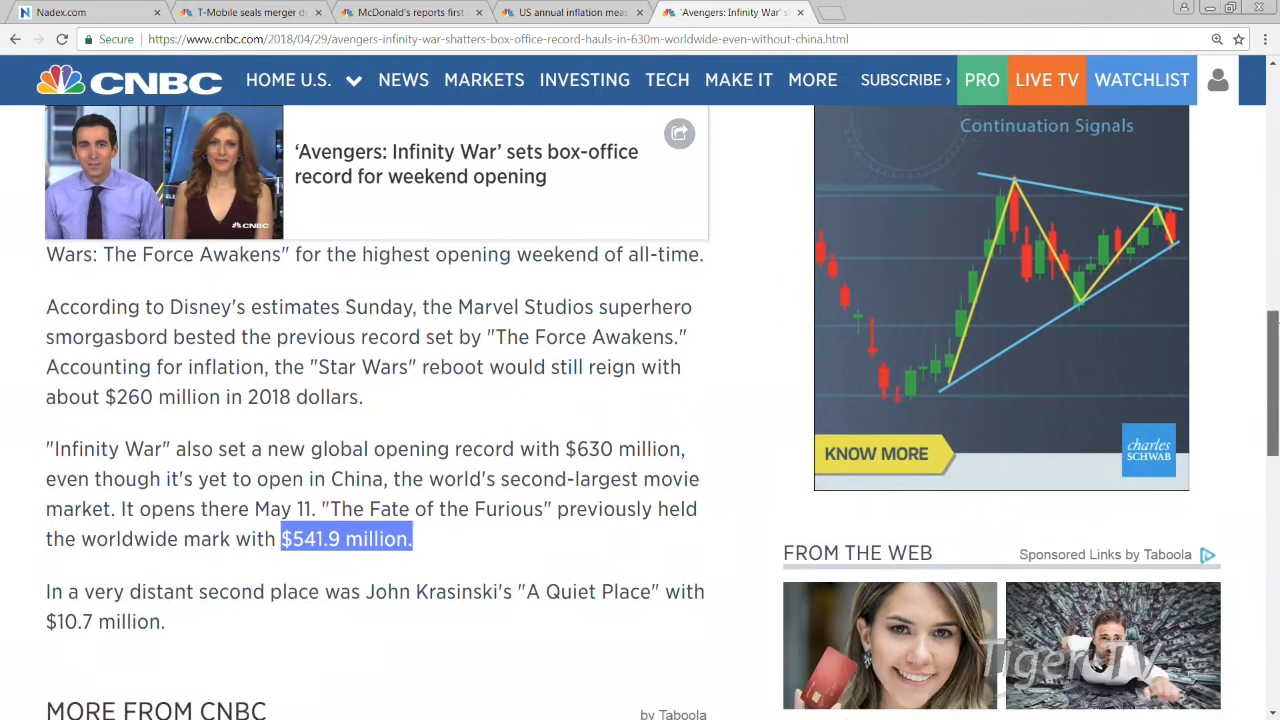 Nadex.com
T-Mobile seals merger d
McDonald's reports first
US annual inflation mea
'Avengers: Infinity War' s
Secure
https://www.cnbc.com/2018/04/29/avengers-infinity-war-shatters-box-office-record-hauls-in-630m-worldwide-even-without-china.html
CNBC HOME U.S. NEWS MARKETS INVESTING TECH MAKE IT MORE SUBSCRIBE › PRO LIVE TV WATCHLIST
'Avengers: Infinity War' sets box-office
record for weekend opening
CNBC
Wars: The Force Awakens" for the highest opening weekend of all-time.
According to Disney's estimates Sunday, the Marvel Studios superhero
smorgasbord bested the previous record set by "The Force Awakens."
Accounting for inflation, the "Star Wars" reboot would still reign with
about $260 million in 2018 dollars.
"Infinity War" also set a new global opening record with $630 million,
even though it's yet to open in China, the world's second-largest movie
market. It opens there May 11. "The Fate of the Furious" previously held
the worldwide mark with $541.9 million.
In a very distant second place was John Krasinski's "A Quiet Place" with
$10.7 million.
MORE FROM CNBC
by Taboola
Continuation Signals
KNOW MORE
charles
SCHWAB
FROM THE WEB
Sponsored Links by Taboola
Tiger TV